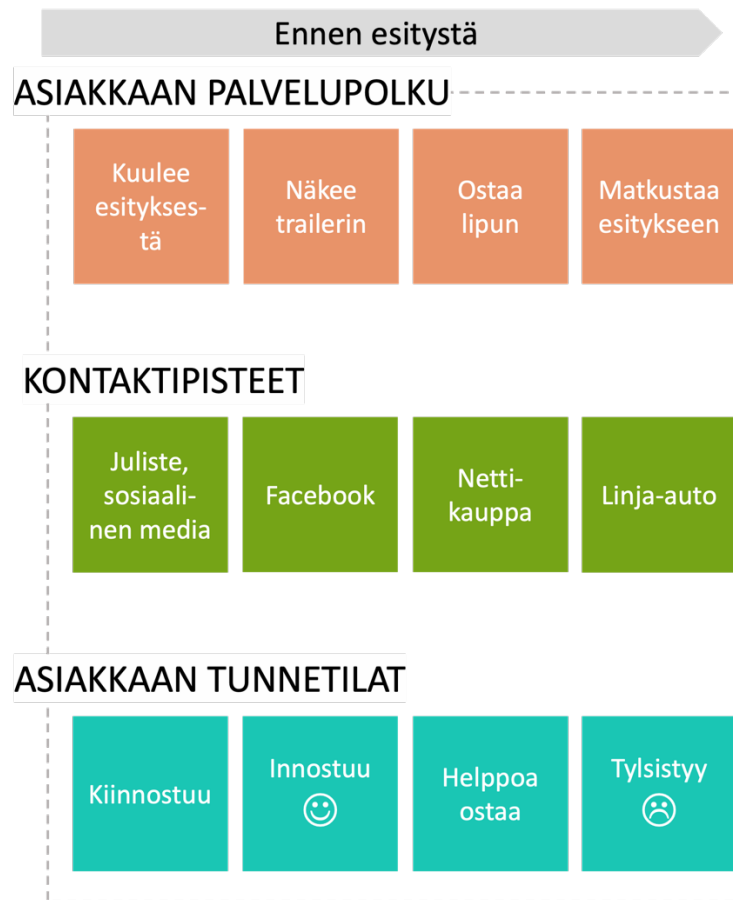 Ennen esitystä
ASIAKKAAN PALVELUPOLKU
Kuulee
esitykses-
tä
Näkee
trailerin
Ostaa
lipun
Matkustaa
esitykseen
KONTAKTIPISTEET
Juliste,
sosiaali-
nen media
Facebook
Netti-
kauppa
Linja-auto
ASIAKKAAN TUNNETILAT
Kiinnostuu
Innostuu
Helppoa
ostaa
Tylsistyy